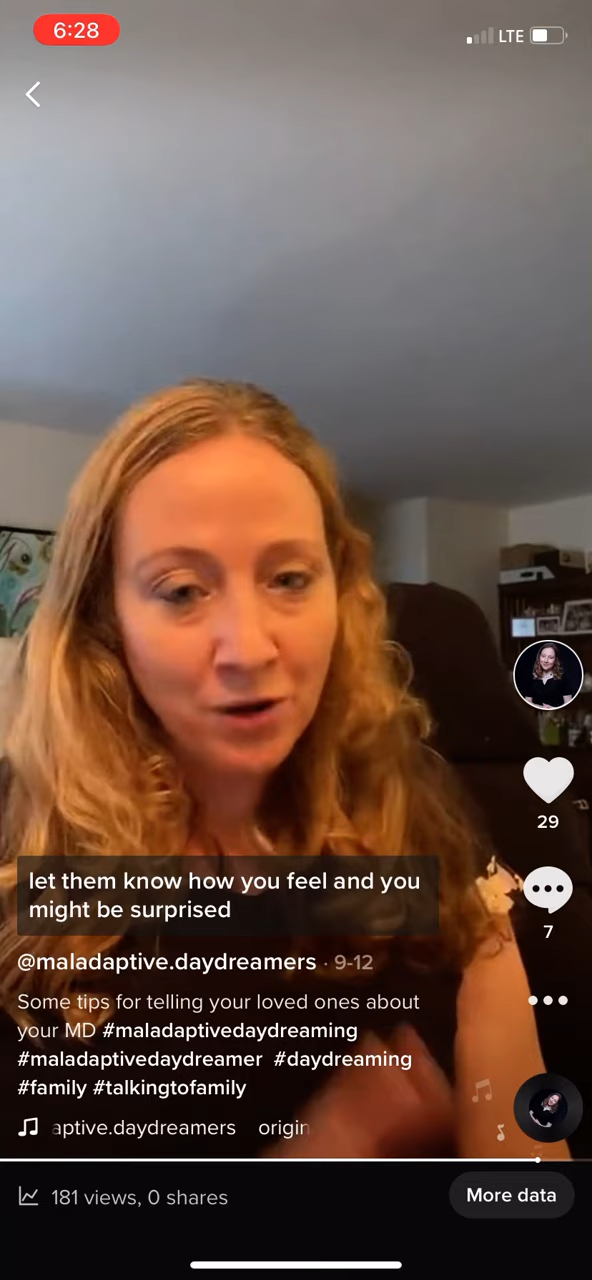 6:28
LTE
let them know how you feel and you
might be surprised
@maladaptive.daydreamers · 9-12
Some tips for telling your loved ones about
your MD #maladaptivedaydreaming
#maladaptivedaydreamer #daydreaming
#family #talkingtofamily
aptive.daydreamers origin
29
7
181 views, 0 shares
More data